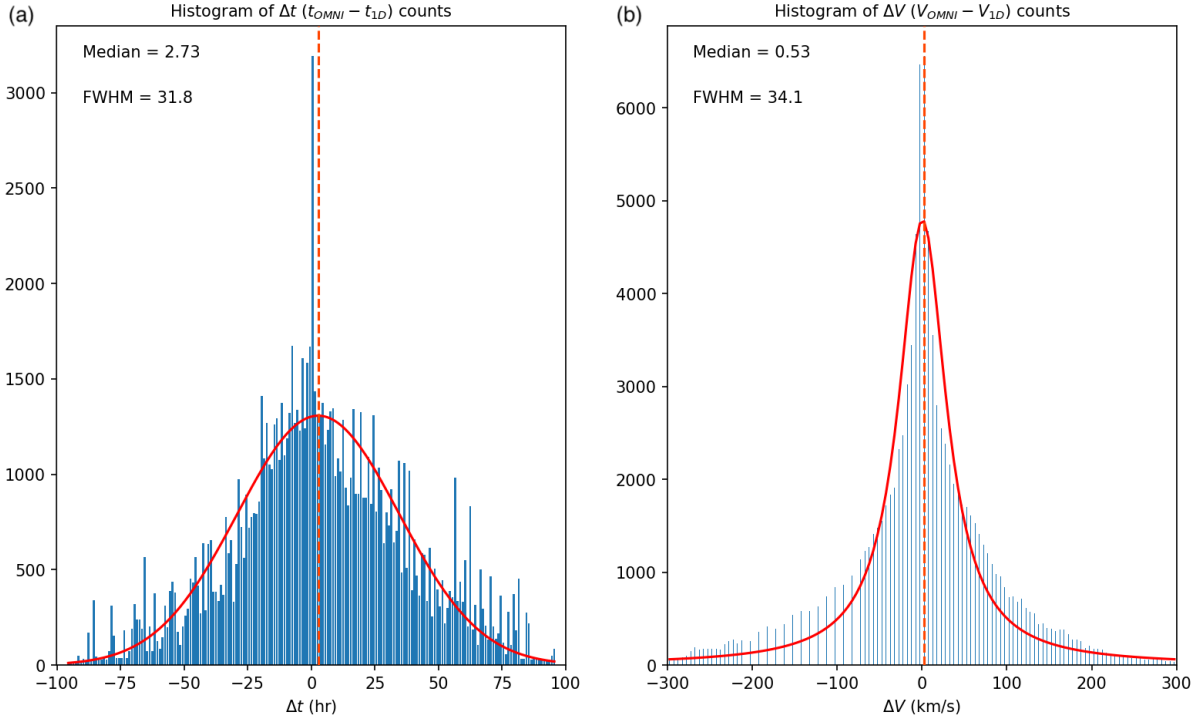 (a)
Histogram of Δt (t_OMNI − t_1D) counts
Median = 2.73
FWHM = 31.8
3000
2500
2000
1500
1000
500
0
−100 −75 −50 −25 0 25 50 75 100
Δt (hr)
(b)
Histogram of ΔV (V_OMNI − V_1D) counts
Median = 0.53
FWHM = 34.1
6000
5000
4000
3000
2000
1000
0
−300 −200 −100 0 100 200 300
ΔV (km/s)